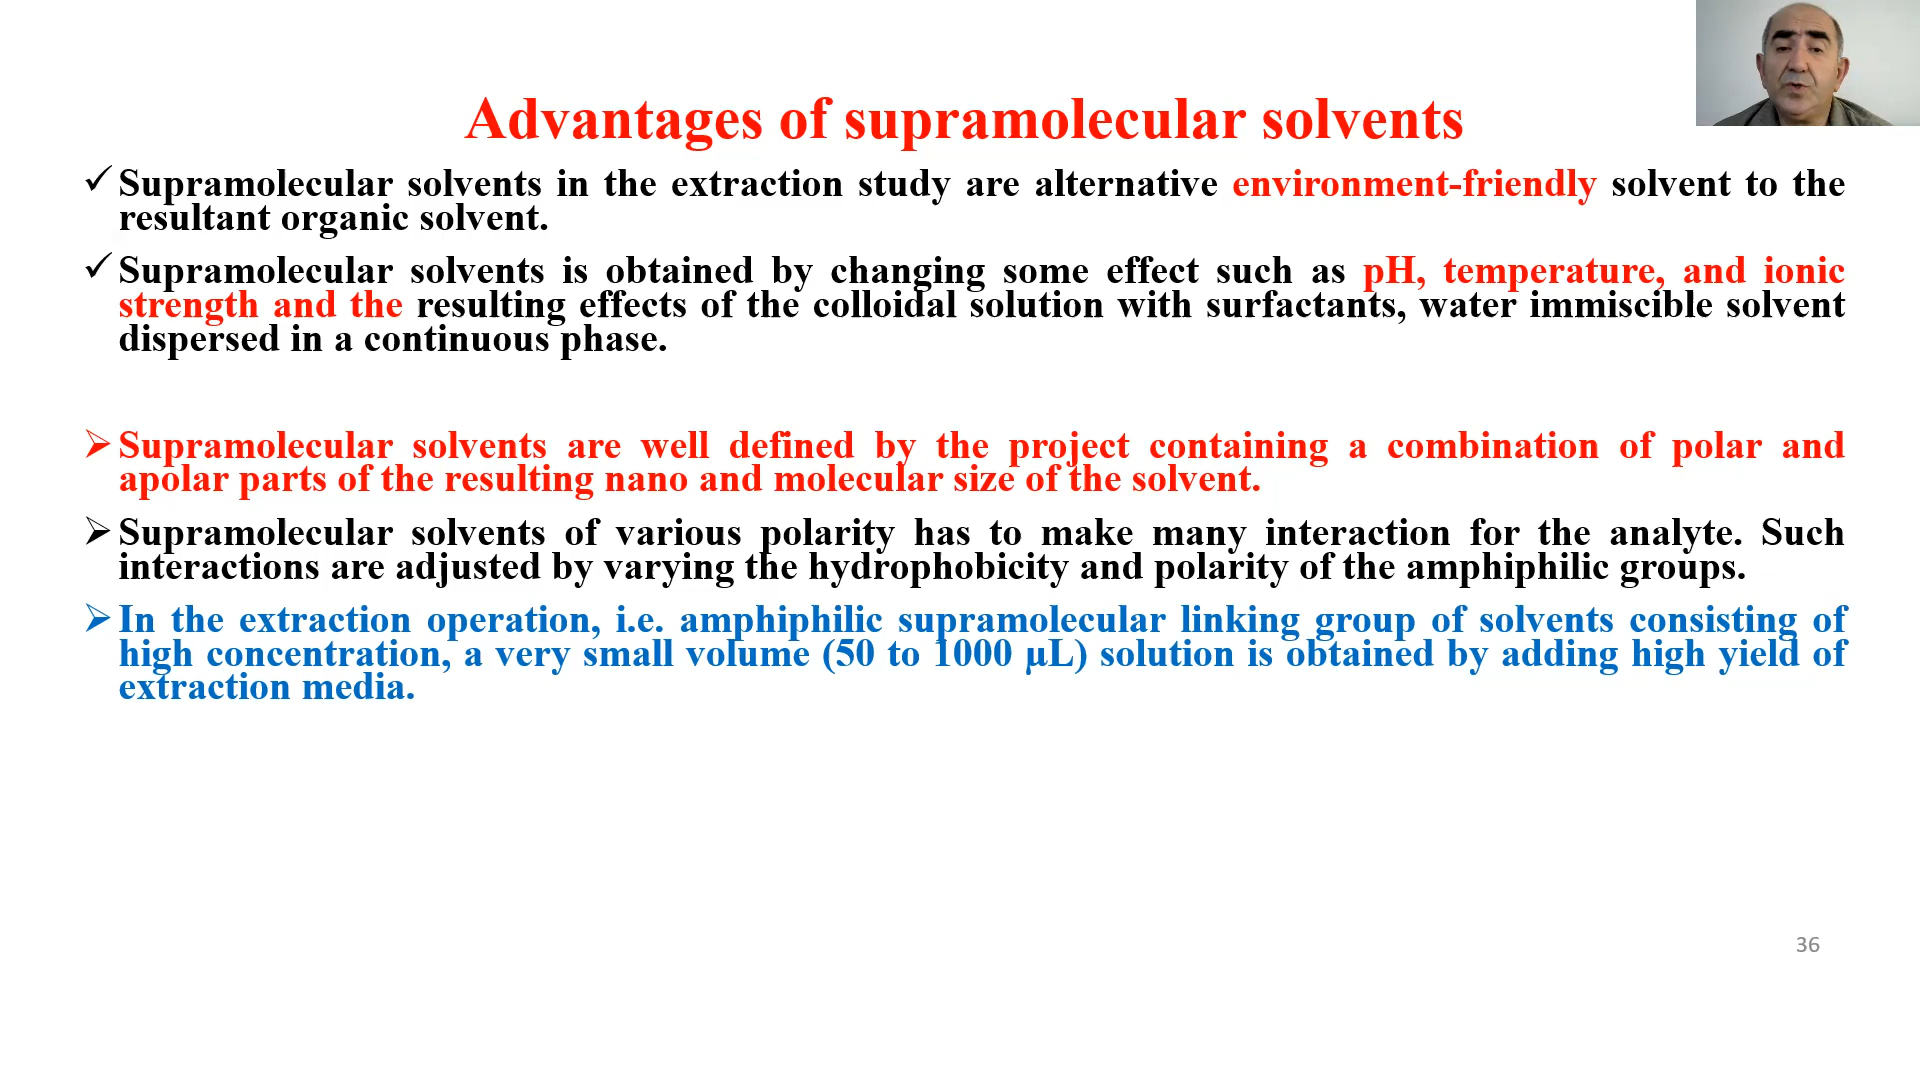 Advantages of supramolecular solvents
✓ Supramolecular solvents in the extraction study are alternative environment-friendly solvent to the
resultant organic solvent.
✓ Supramolecular solvents is obtained by changing some effect such as pH, temperature, and ionic
strength and the resulting effects of the colloidal solution with surfactants, water immiscible solvent
dispersed in a continuous phase.
➢ Supramolecular solvents are well defined by the project containing a combination of polar and
apolar parts of the resulting nano and molecular size of the solvent.
➢ Supramolecular solvents of various polarity has to make many interaction for the analyte. Such
interactions are adjusted by varying the hydrophobicity and polarity of the amphiphilic groups.
➢ In the extraction operation, i.e. amphiphilic supramolecular linking group of solvents consisting of
high concentration, a very small volume (50 to 1000 µL) solution is obtained by adding high yield of
extraction media.
36